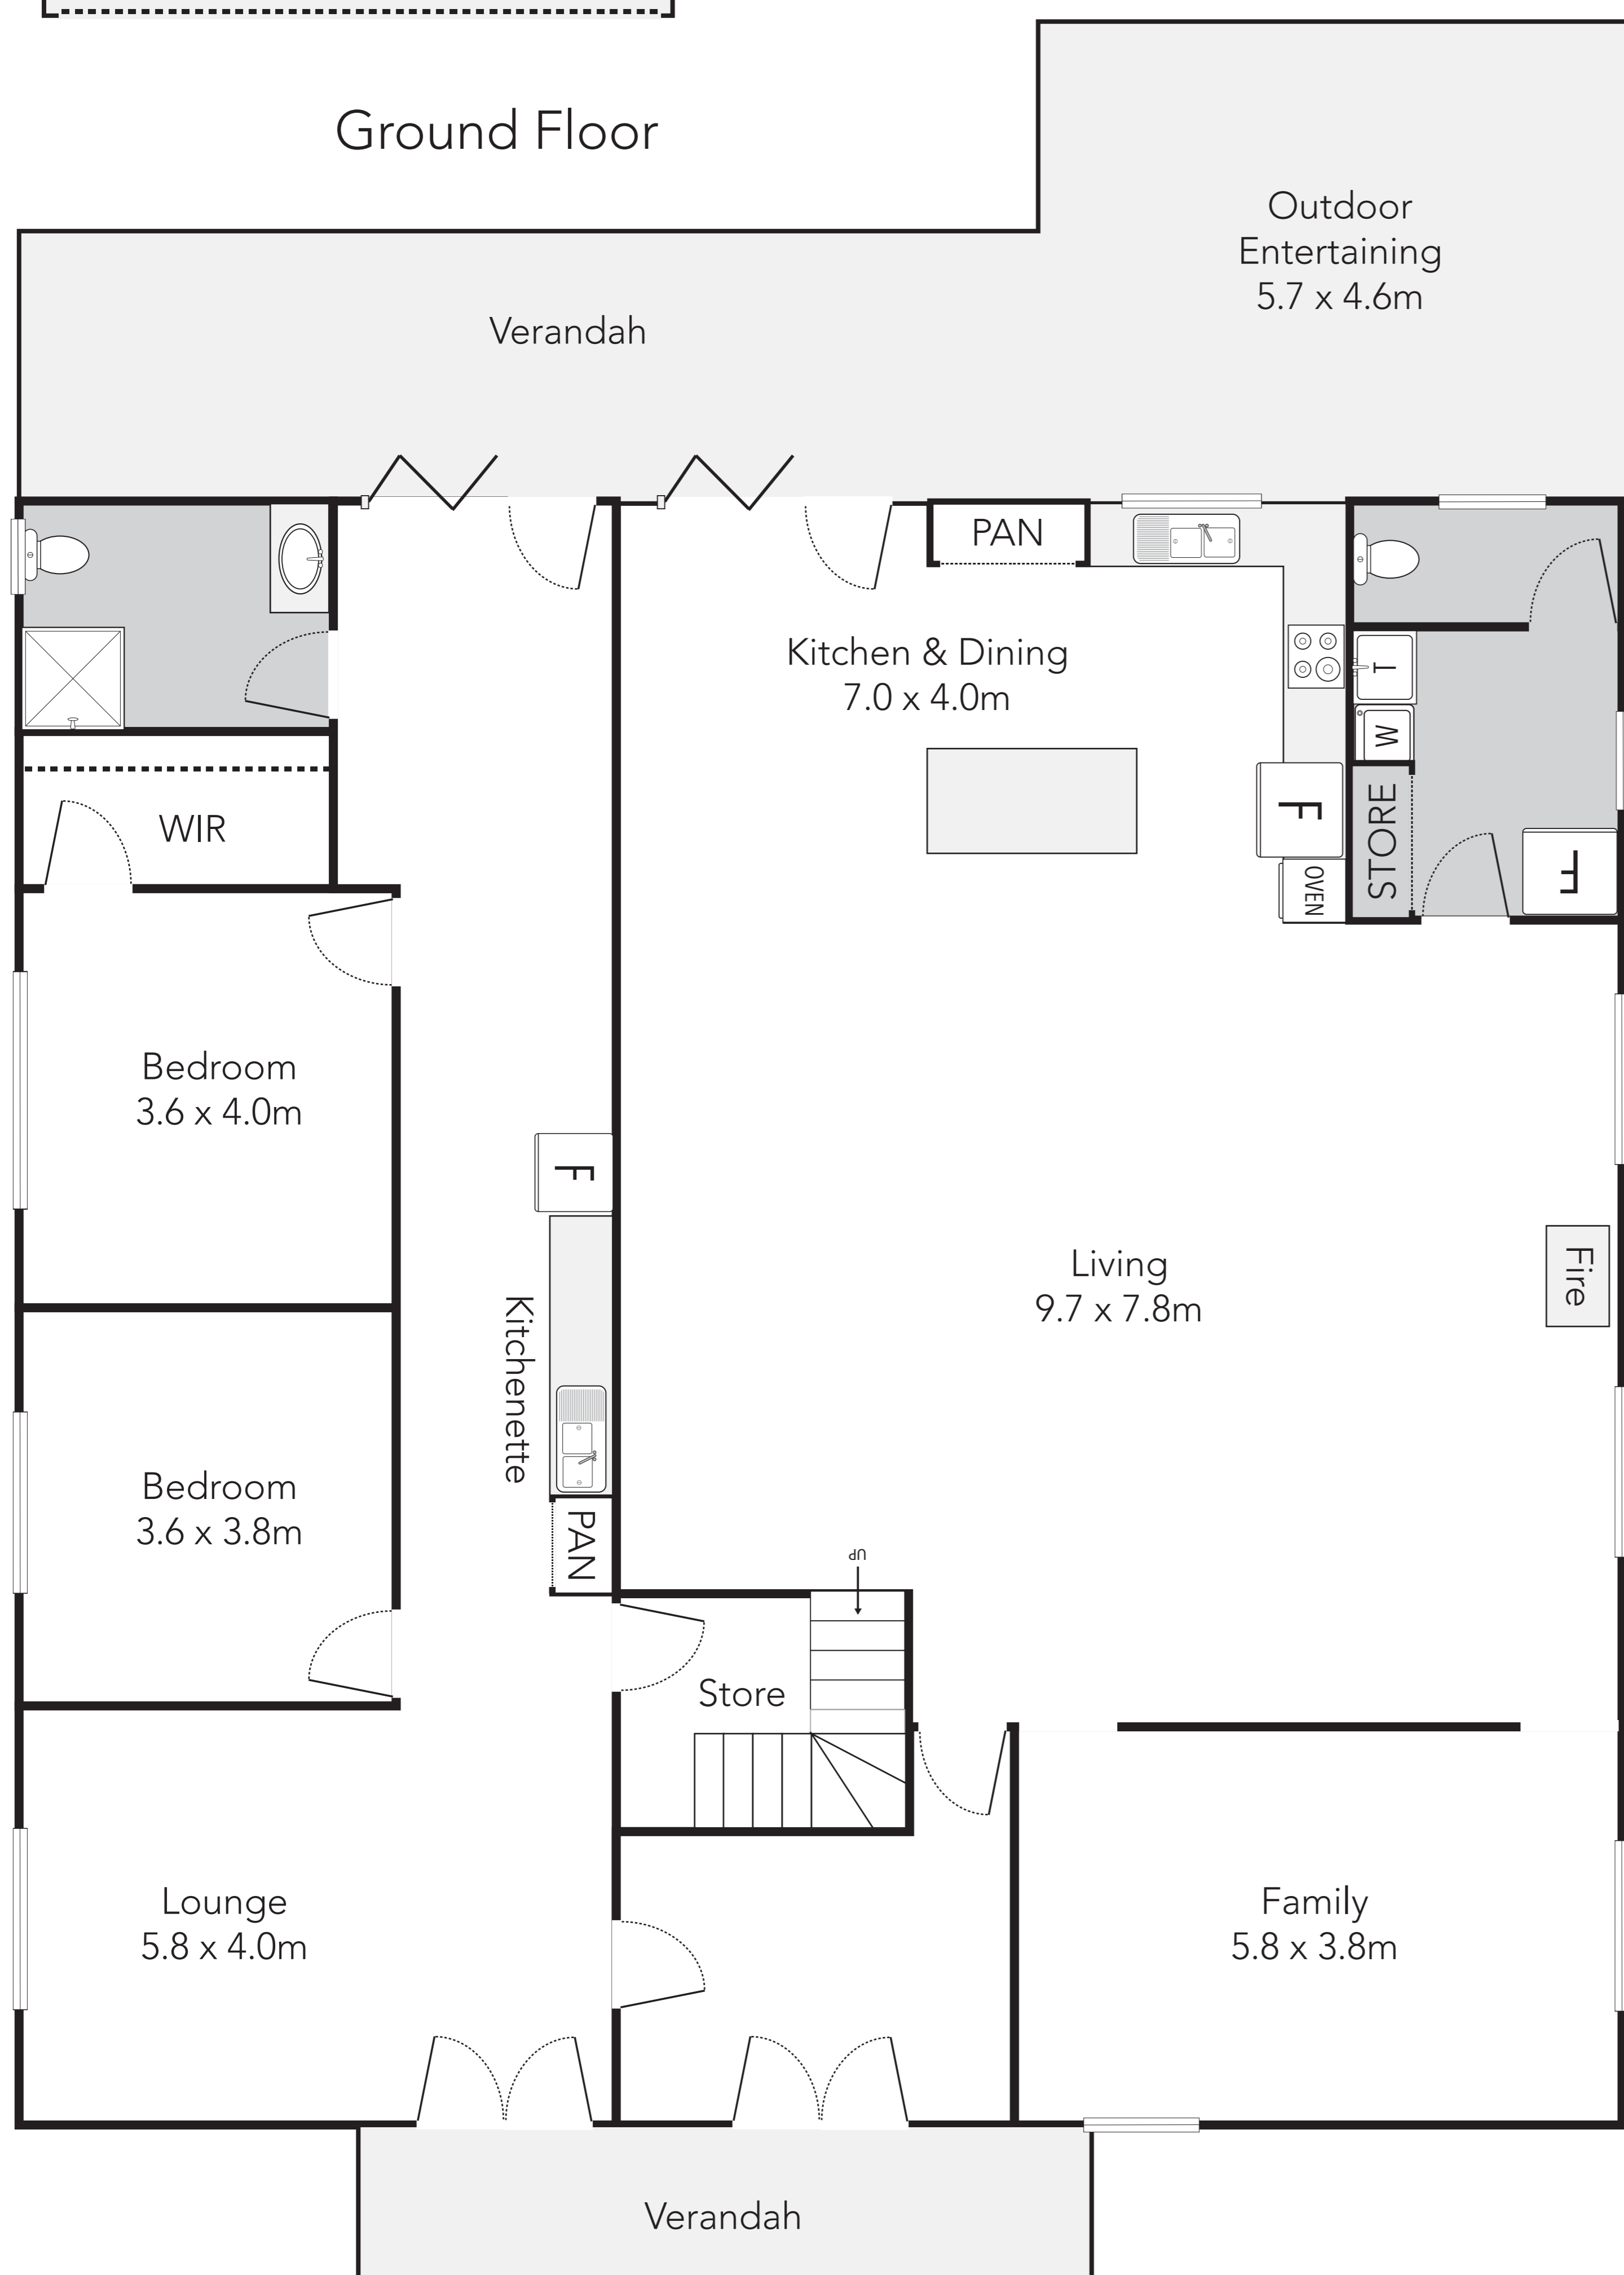 Ground Floor
Outdoor
Entertaining
5.7 x 4.6m
Verandah
PAN
Kitchen & Dining
7.0 x 4.0m
T
W
WIR
F
STORE
F
OVEN
Bedroom
3.6 x 4.0m
F
Living
9.7 x 7.8m
Fire
Kitchenette
Bedroom
3.6 x 3.8m
PAN
UP
Store
Lounge
5.8 x 4.0m
Family
5.8 x 3.8m
Verandah